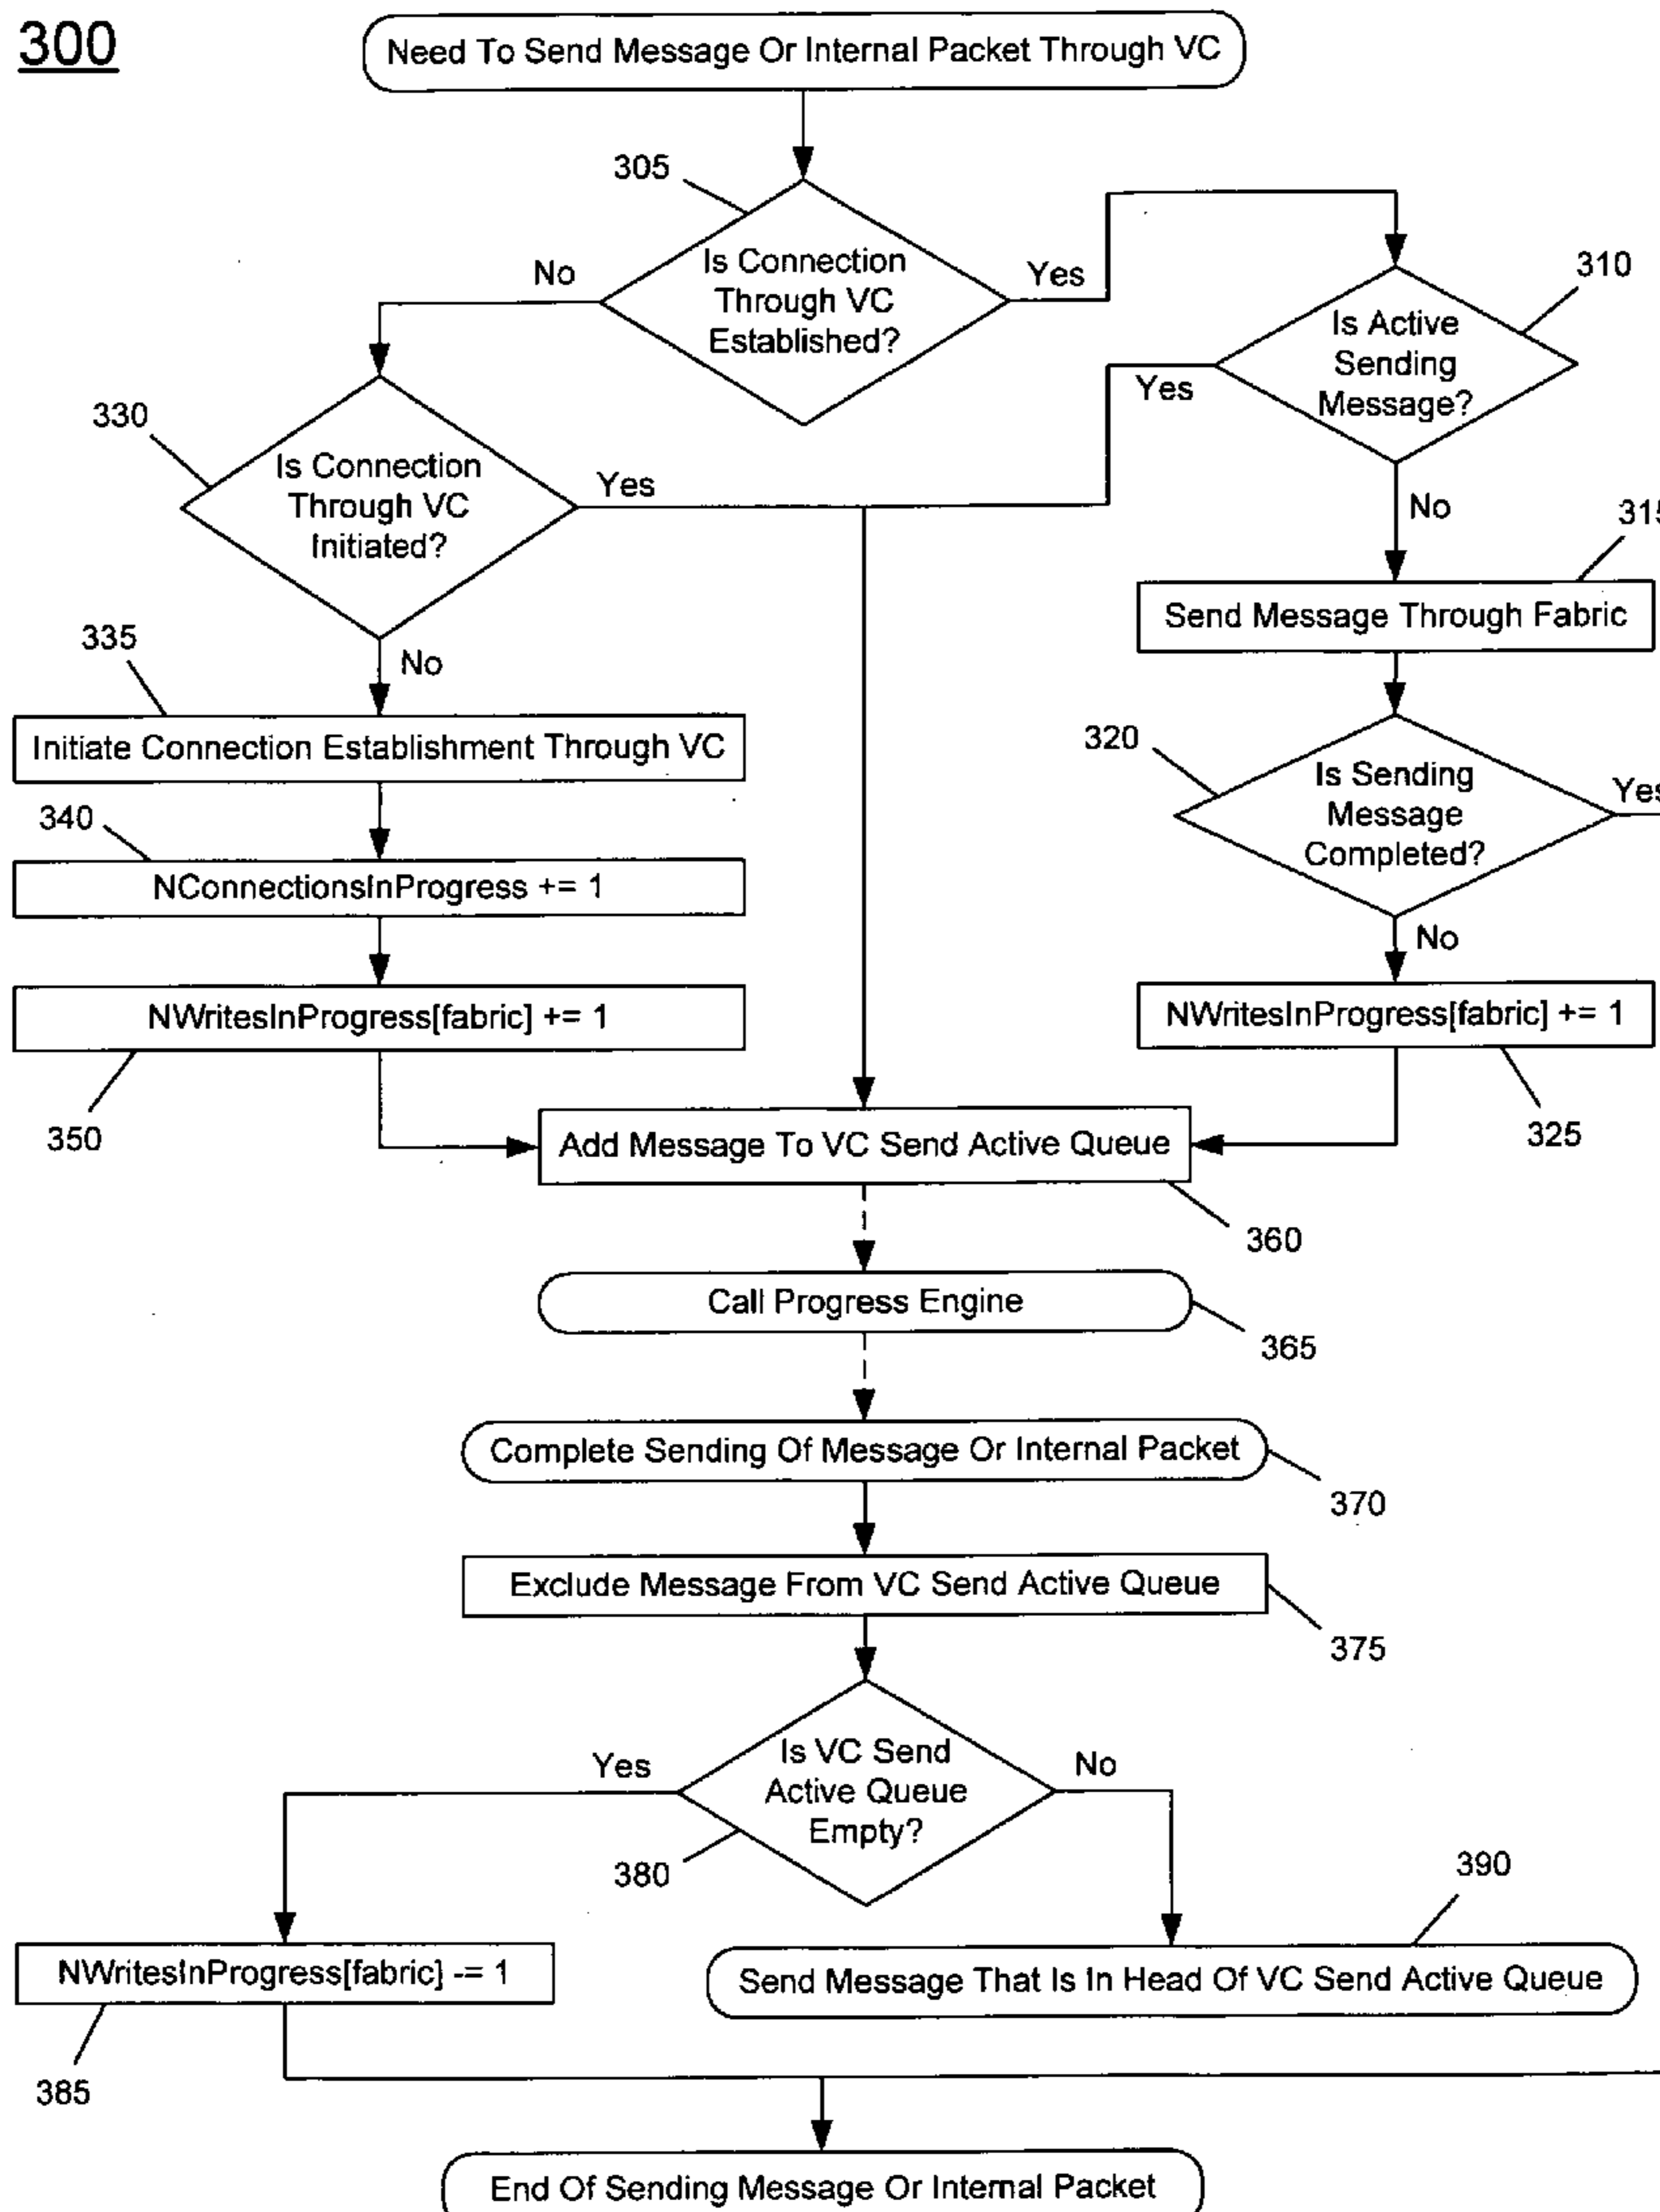 300
Need To Send Message Or Internal Packet Through VC
305
Is Connection
Through VC
Established?
No
Yes
310
Is Active
Sending
Message?
Yes
No
330
Is Connection
Through VC
Initiated?
Yes
No
315
Send Message Through Fabric
335
Initiate Connection Establishment Through VC
320
Is Sending
Message
Completed?
Yes
No
340
NConnectionsInProgress += 1
NWritesInProgress[fabric] += 1
350
NWritesInProgress[fabric] += 1
325
Add Message To VC Send Active Queue
360
Call Progress Engine
365
Complete Sending Of Message Or Internal Packet
370
Exclude Message From VC Send Active Queue
375
Is VC Send
Active Queue
Empty?
Yes
No
380
390
NWritesInProgress[fabric] -= 1
385
Send Message That Is In Head Of VC Send Active Queue
End Of Sending Message Or Internal Packet